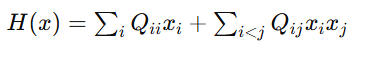 H(x) = ∑ᵢ Qᵢᵢxᵢ + ∑ᵢ<ⱼ Qᵢⱼxᵢxⱼ